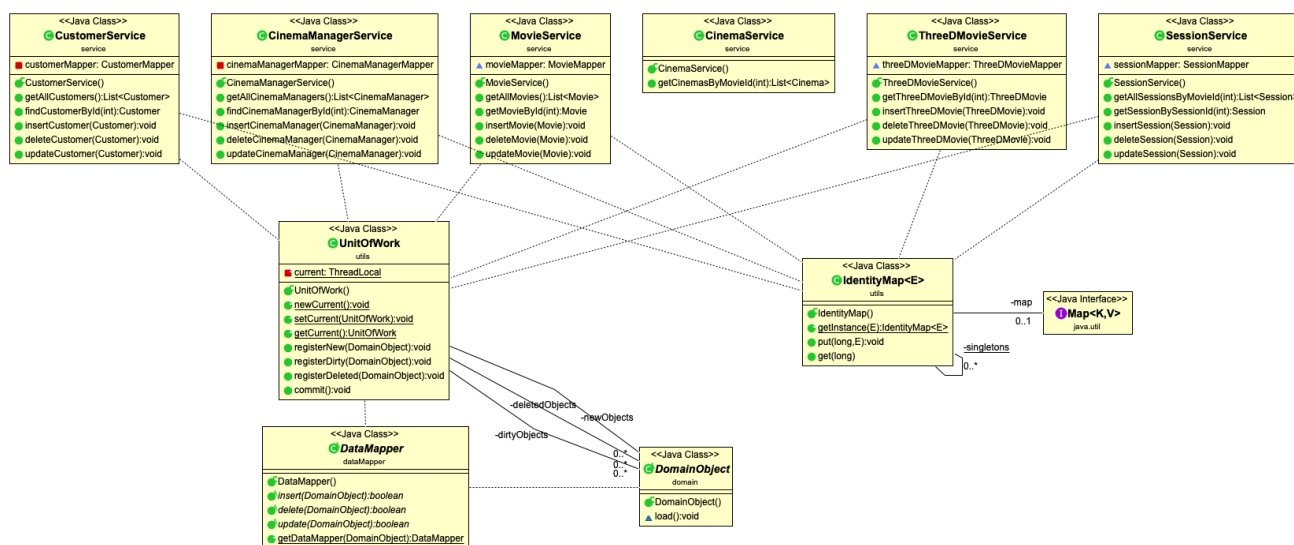 <<Java Class>>
CustomerService
service
customerMapper: CustomerMapper
CustomerService()
getAllCustomers():List<Customer>
findCustomerById(int):Customer
insertCustomer(Customer):void
deleteCustomer(Customer):void
updateCustomer(Customer):void
<<Java Class>>
CinemaManagerService
service
cinemaManagerMapper: CinemaManagerMapper
CinemaManagerService()
getAllCinemaManagers():List<CinemaManager>
findCinemaManagerById(int):CinemaManager
insertCinemaManager(CinemaManager):void
deleteCinemaManager(CinemaManager):void
updateCinemaManager(CinemaManager):void
<<Java Class>>
MovieService
service
movieMapper: MovieMapper
MovieService()
getAllMovies():List<Movie>
getMovieById(int):Movie
insertMovie(Movie):void
deleteMovie(Movie):void
updateMovie(Movie):void
<<Java Class>>
CinemaService
service
CinemaService()
getCinemasByMovieId(int):List<Cinema>
<<Java Class>>
ThreeDMovieService
service
threeDMovieMapper: ThreeDMovieMapper
ThreeDMovieService()
getThreeDMovieById(int):ThreeDMovie
insertThreeDMovie(ThreeDMovie):void
deleteThreeDMovie(ThreeDMovie):void
updateThreeDMovie(ThreeDMovie):void
<<Java Class>>
SessionService
service
sessionMapper: SessionMapper
SessionService()
getAllSessionsByMovieId(int):List<Session>
getSessionBySessionId(int):Session
insertSession(Session):void
deleteSession(Session):void
updateSession(Session):void
<<Java Class>>
UnitOfWork
utils
current: ThreadLocal
UnitOfWork()
newCurrent():void
setCurrent(UnitOfWork):void
getCurrent():UnitOfWork
registerNew(DomainObject):void
registerDirty(DomainObject):void
registerDeleted(DomainObject):void
commit():void
<<Java Class>>
IdentityMap<E>
utils
IdentityMap()
getInstance(E):IdentityMap<E>
put(long,E):void
get(long)
-map
0..1
<<Java Interface>>
Map<K,V>
java.util
-singletons
0..*
-deletedObjects
-newObjects
-dirtyObjects
0..*
0..*
0..*
<<Java Class>>
DataMapper
dataMapper
DataMapper()
insert(DomainObject):boolean
delete(DomainObject):boolean
update(DomainObject):boolean
getDataMapper(DomainObject):DataMapper
<<Java Class>>
DomainObject
domain
DomainObject()
load():void